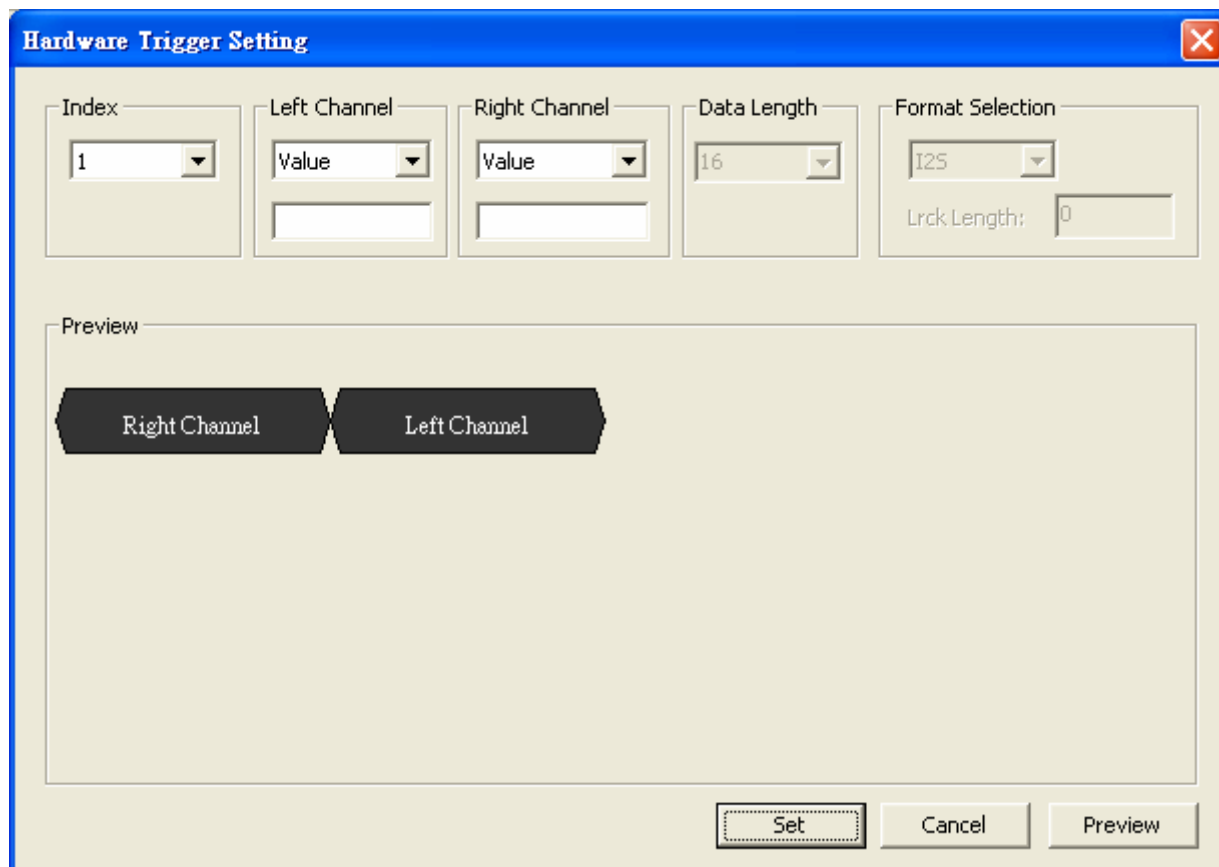 Hardware Trigger Setting
Index
Left Channel
Right Channel
Data Length
Format Selection
1
Value
Value
16
I2S
Lrck Length:
0
Preview
Right Channel
Left Channel
Set
Cancel
Preview